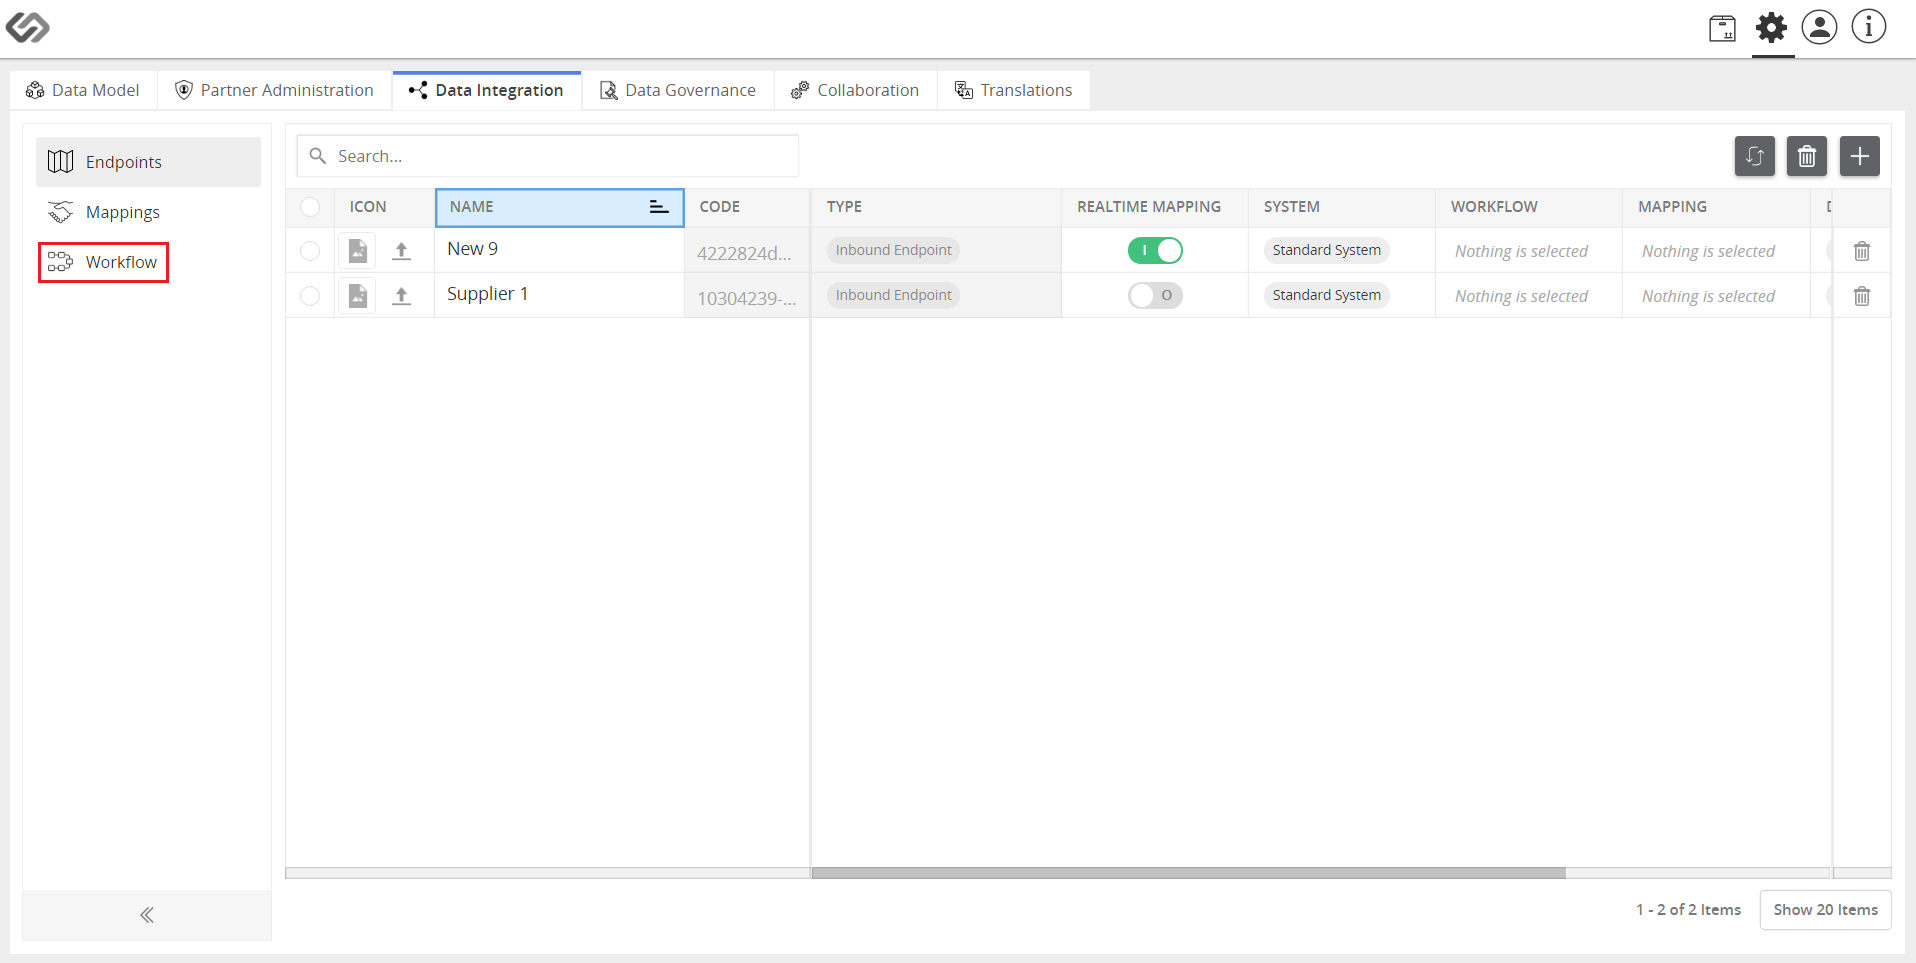 Data Model Partner Administration Data Integration Data Governance Collaboration Translations
Endpoints
Mappings
Workflow
Search...
ICON NAME CODE TYPE REALTIME MAPPING SYSTEM WORKFLOW MAPPING
New 9 4222824d... Inbound Endpoint I Standard System Nothing is selected Nothing is selected
Supplier 1 10304239-... Inbound Endpoint O Standard System Nothing is selected Nothing is selected
1 - 2 of 2 Items Show 20 Items